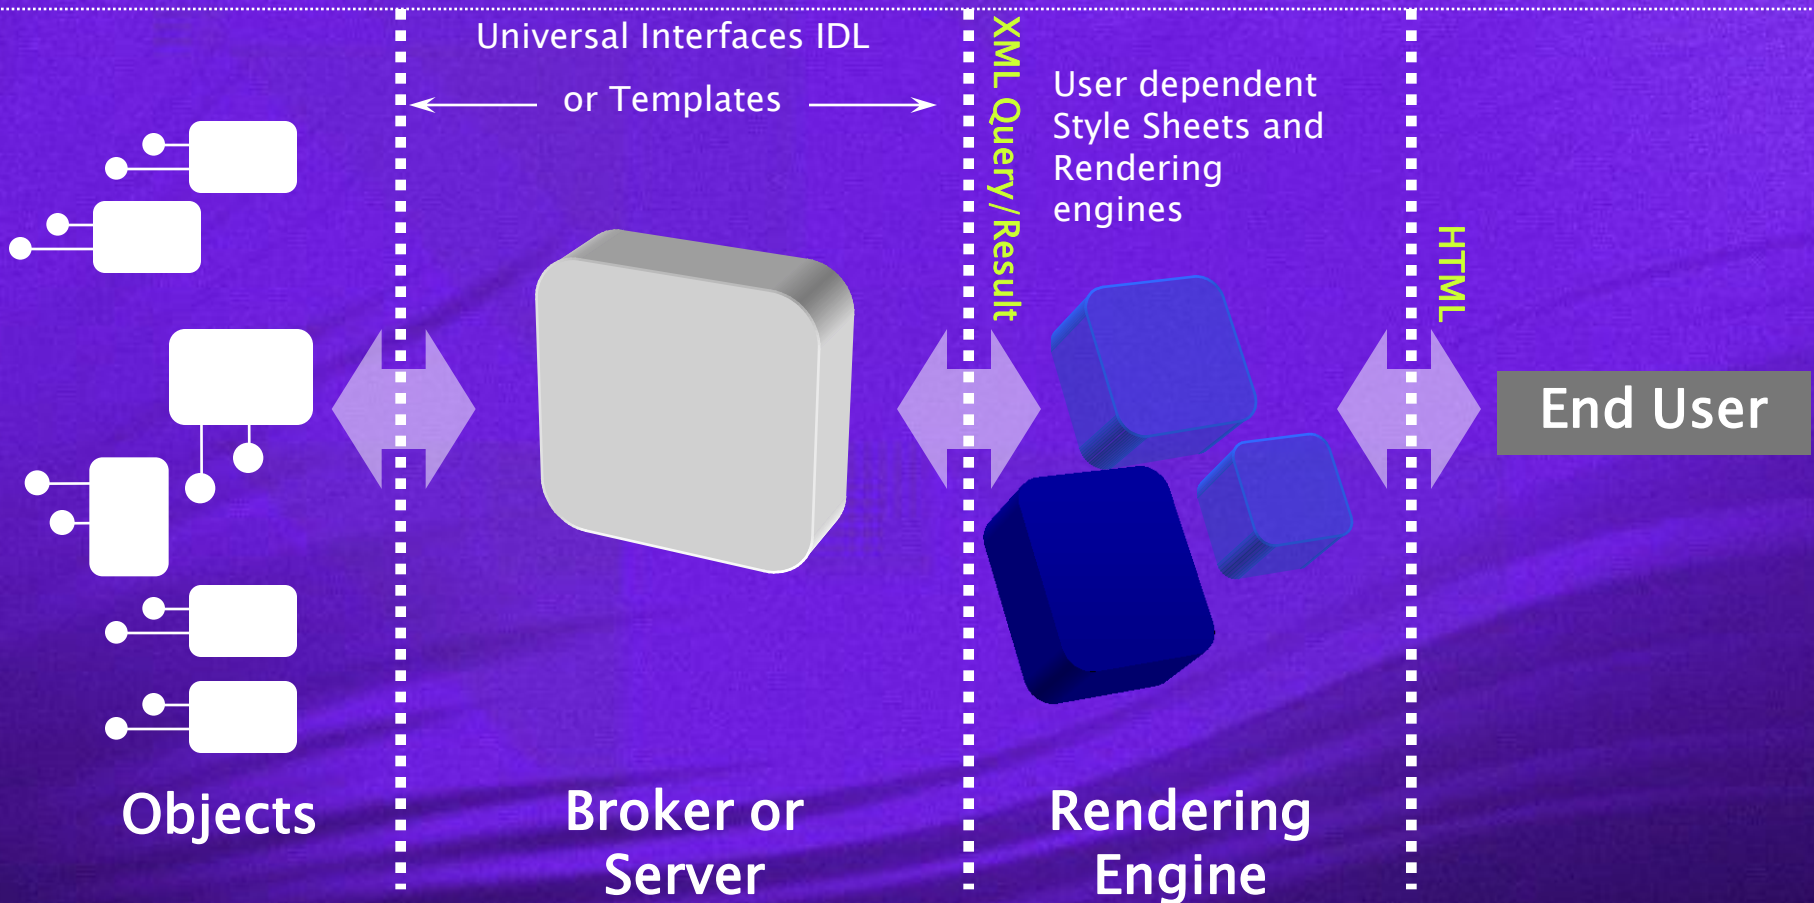 Universal Interfaces IDL
or Templates
XML Query/Result
User dependent
Style Sheets and
Rendering
engines
HTML
End User
Objects
Broker or
Server
Rendering
Engine